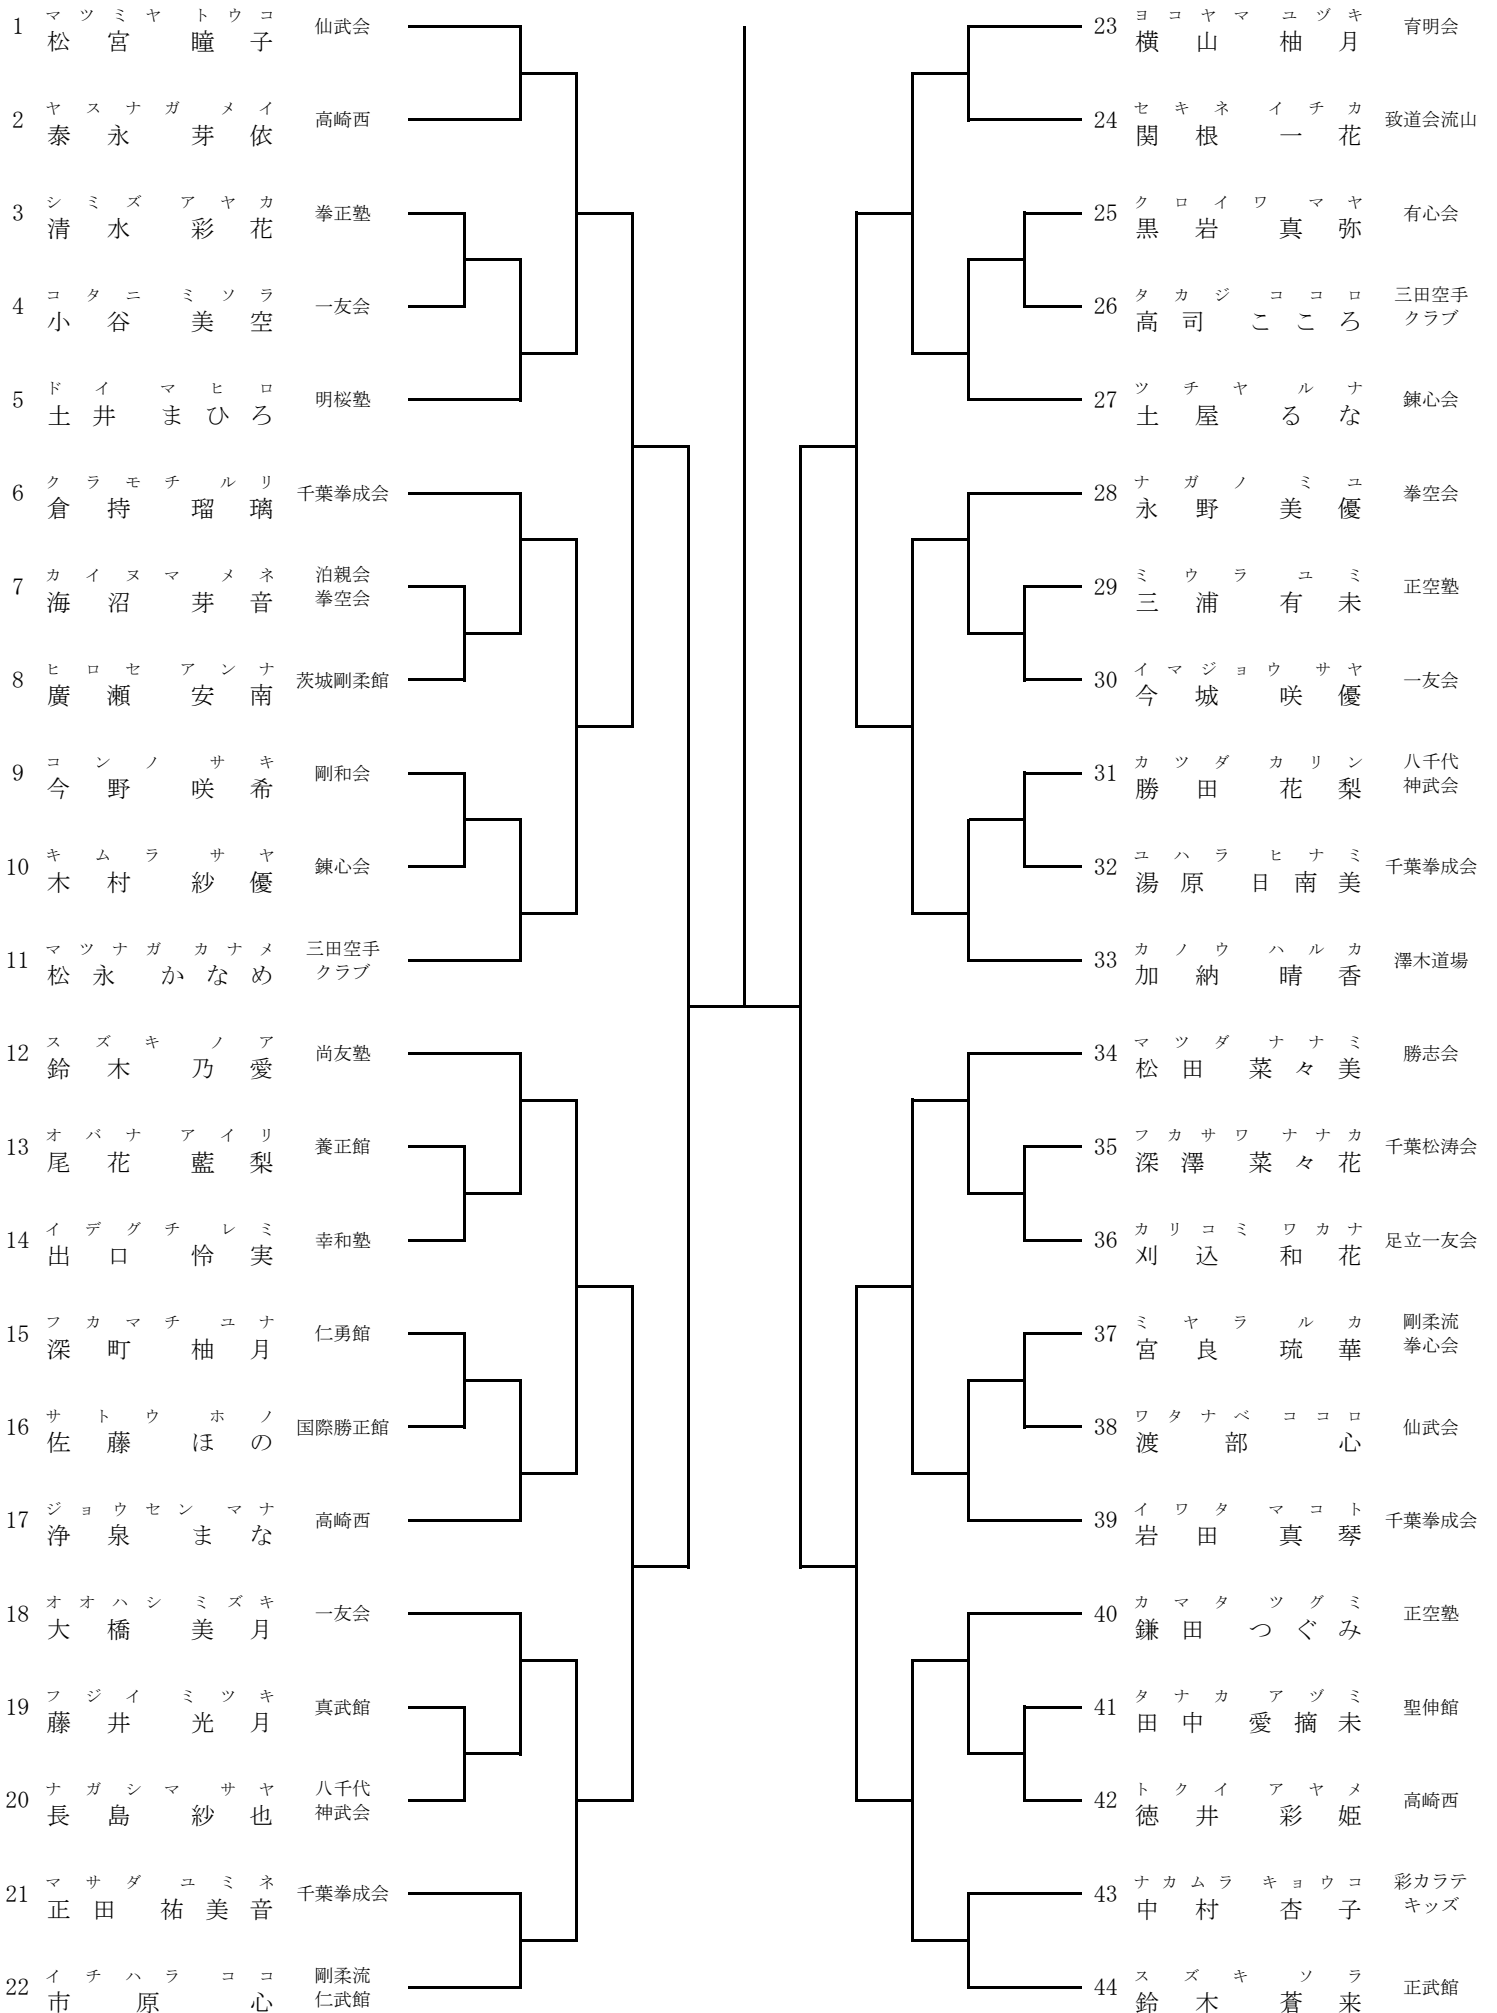 マツミヤ トウコ
1 松宮 瞳子 仙武会
ヤスナガ メイ
2 泰永 芽依 高崎西
シミズ アヤカ
3 清水 彩花 拳正塾
コタニ ミソラ
4 小谷 美空 一友会
ドイ マヒロ
5 土井 まひろ 明桜塾
クラモチ ルリ
6 倉持 瑠璃 千葉拳成会
カイヌマ メネ
7 海沼 芽音 泊親会
拳空会
ヒロセ アンナ
8 廣瀬 安南 茨城剛柔館
コンノ サキ
9 今野 咲希 剛和会
キムラ サヤ
10 木村 紗優 錬心会
マツナガ カナメ
11 松永 かなめ 三田空手
クラブ
スズキ ノア
12 鈴木 乃愛 尚友塾
オバナ アイリ
13 尾花 藍梨 養正館
イデグチ レミ
14 出口 怜実 幸和塾
フカマチ ユナ
15 深町 柚月 仁勇館
サトウ ホノ
16 佐藤 ほの 国際勝正館
ジョウセン マナ
17 浄泉 まな 高崎西
オオハシ ミズキ
18 大橋 美月 一友会
フジイ ミツキ
19 藤井 光月 真武館
ナガシマ サヤ
20 長島 紗也 八千代
神武会
マサダ ユミネ
21 正田 祐美音 千葉拳成会
イチハラ ココ
22 市原 心 剛柔流
仁武館
ヨコヤマ ユヅキ
23 横山 柚月 育明会
セキネ イチカ
24 関根 一花 致道会流山
クロイワ マヤ
25 黒岩 真弥 有心会
タカジ ココロ
26 高司 こころ 三田空手
クラブ
ツチヤ ルナ
27 土屋 るな 錬心会
ナガノ ミユ
28 永野 美優 拳空会
ミウラ ユミ
29 三浦 有未 正空塾
イマジョウ サヤ
30 今城 咲優 一友会
カツダ カリン
31 勝田 花梨 八千代
神武会
ユハラ ヒナミ
32 湯原 日南美 千葉拳成会
カノウ ハルカ
33 加納 晴香 澤木道場
マツダ ナナミ
34 松田 菜々美 勝志会
フカサワ ナナカ
35 深澤 菜々花 千葉松涛会
カリコミ ワカナ
36 刈込 和花 足立一友会
ミヤラ ルカ
37 宮良 琉華 剛柔流
拳心会
ワタナベ ココロ
38 渡部 心 仙武会
イワタ マコト
39 岩田 真琴 千葉拳成会
カマタ ツグミ
40 鎌田 つぐみ 正空塾
タナカ アヅミ
41 田中 愛摘未 聖伸館
トクイ アヤメ
42 徳井 彩姫 高崎西
ナカムラ キョウコ
43 中村 杏子 彩カラテ
キッズ
スズキ ソラ
44 鈴木 蒼来 正武館